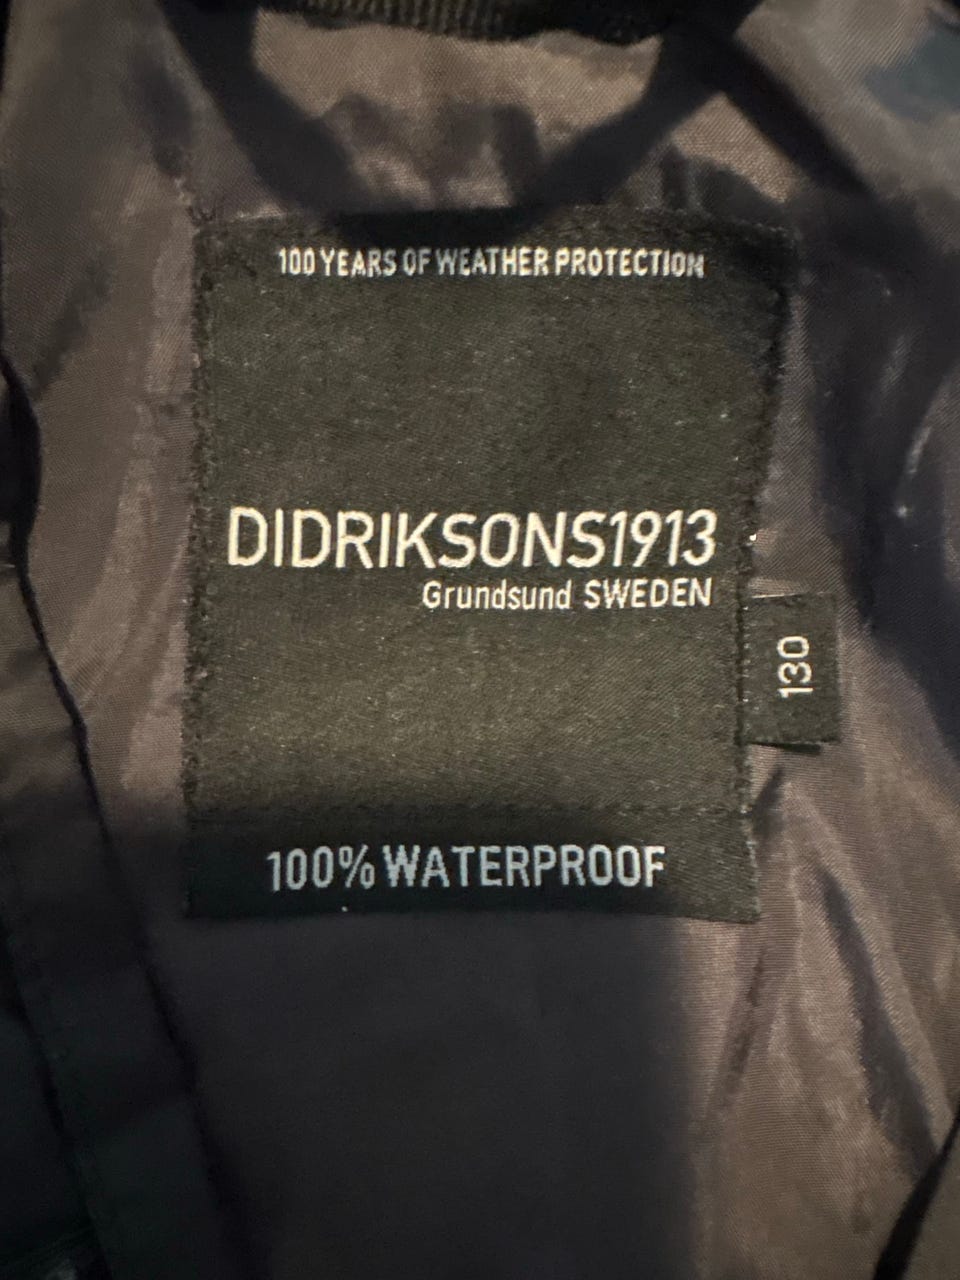 100 YEARS OF WEATHER PROTECTION
DIDRIKSONS1913
Grundsund SWEDEN
130
100% WATERPROOF